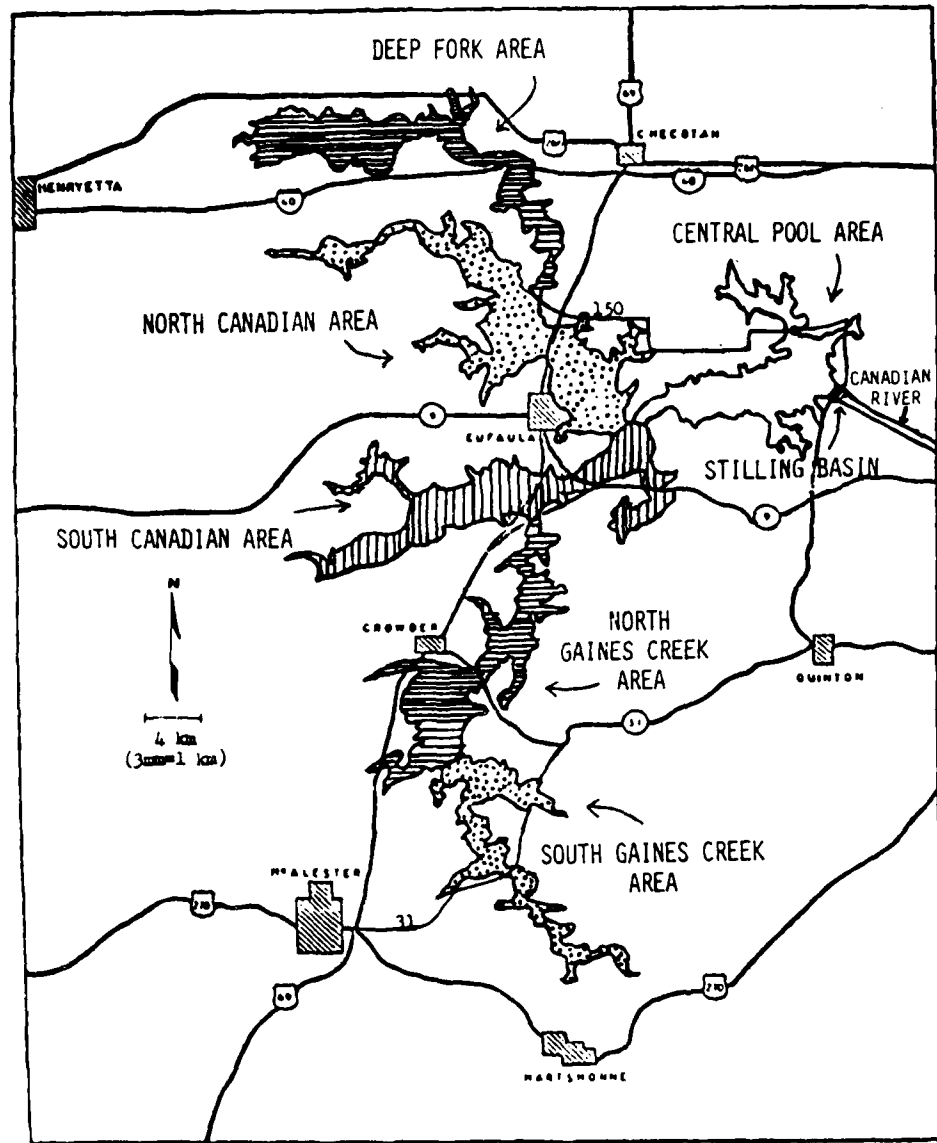 DEEP FORK AREA
69
CHECOTAH
HENRYETTA
40
40
CENTRAL POOL AREA
NORTH CANADIAN AREA
150
CANADIAN
RIVER
9
EUFAULA
STILLING BASIN
SOUTH CANADIAN AREA
9
N
CROWDER
NORTH
GAINES CREEK
AREA
QUINTON
31
4 km
(3mm=1 km)
SOUTH GAINES CREEK
AREA
McALESTER
270
31
69
270
HARTSHORNE